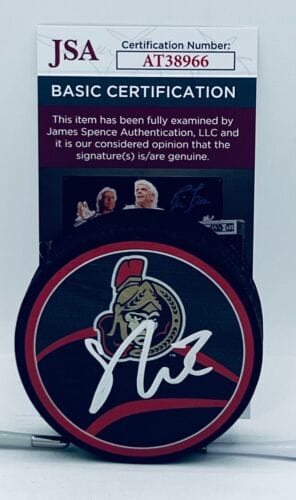 JSA
Certification Number:
AT38966
BASIC CERTIFICATION
This item has been fully examined by
James Spence Authentication, LLC and
it is our considered opinion that the
signature(s) is/are genuine.